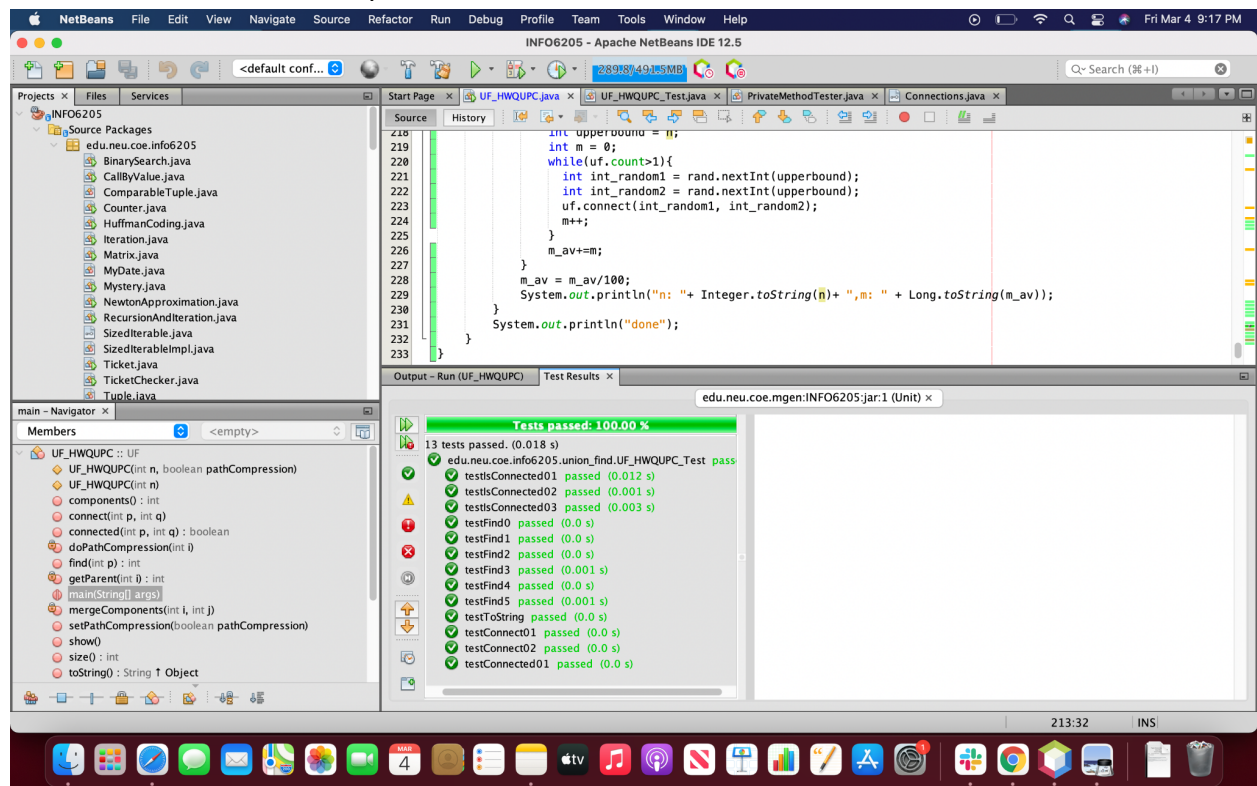 NetBeans File Edit View Navigate Source Refactor Run Debug Profile Team Tools Window Help Fri Mar 4 9:17 PM
INFO6205 - Apache NetBeans IDE 12.5
<default conf... 289.8/491.5MB Search (⌘+I)
Projects Files Services
INFO6205
Source Packages
edu.neu.coe.info6205
BinarySearch.java
CallByValue.java
ComparableTuple.java
Counter.java
HuffmanCoding.java
Iteration.java
Matrix.java
MyDate.java
Mystery.java
NewtonApproximation.java
RecursionAndIteration.java
SizedIterable.java
SizedIterableImpl.java
Ticket.java
TicketChecker.java
Tuple.java
Start Page UF_HWQUPC.java UF_HWQUPC_Test.java PrivateMethodTester.java Connections.java
Source History
218 int upperbound = n;
219 int m = 0;
220 while(uf.count>1){
221 int int_random1 = rand.nextInt(upperbound);
222 int int_random2 = rand.nextInt(upperbound);
223 uf.connect(int_random1, int_random2);
224 m++;
225 }
226 m_av+=m;
227 }
228 m_av = m_av/100;
229 System.out.println("n: "+ Integer.toString(n)+ ",m: " + Long.toString(m_av));
230 }
231 System.out.println("done");
232 }
233 }
main - Navigator
Members <empty>
UF_HWQUPC :: UF
UF_HWQUPC(int n, boolean pathCompression)
UF_HWQUPC(int n)
components() : int
connect(int p, int q)
connected(int p, int q) : boolean
doPathCompression(int i)
find(int p) : int
getParent(int i) : int
main(String[] args)
mergeComponents(int i, int j)
setPathCompression(boolean pathCompression)
show()
size() : int
toString() : String ↑ Object
Output - Run (UF_HWQUPC) Test Results
edu.neu.coe.mgen:INFO6205:jar:1 (Unit)
Tests passed: 100.00 %
13 tests passed. (0.018 s)
edu.neu.coe.info6205.union_find.UF_HWQUPC_Test pass
testIsConnected01 passed (0.012 s)
testIsConnected02 passed (0.001 s)
testIsConnected03 passed (0.003 s)
testFind0 passed (0.0 s)
testFind1 passed (0.0 s)
testFind2 passed (0.0 s)
testFind3 passed (0.001 s)
testFind4 passed (0.0 s)
testFind5 passed (0.001 s)
testToString passed (0.0 s)
testConnect01 passed (0.0 s)
testConnect02 passed (0.0 s)
testConnected01 passed (0.0 s)
213:32 INS
MAR
4
tv
1